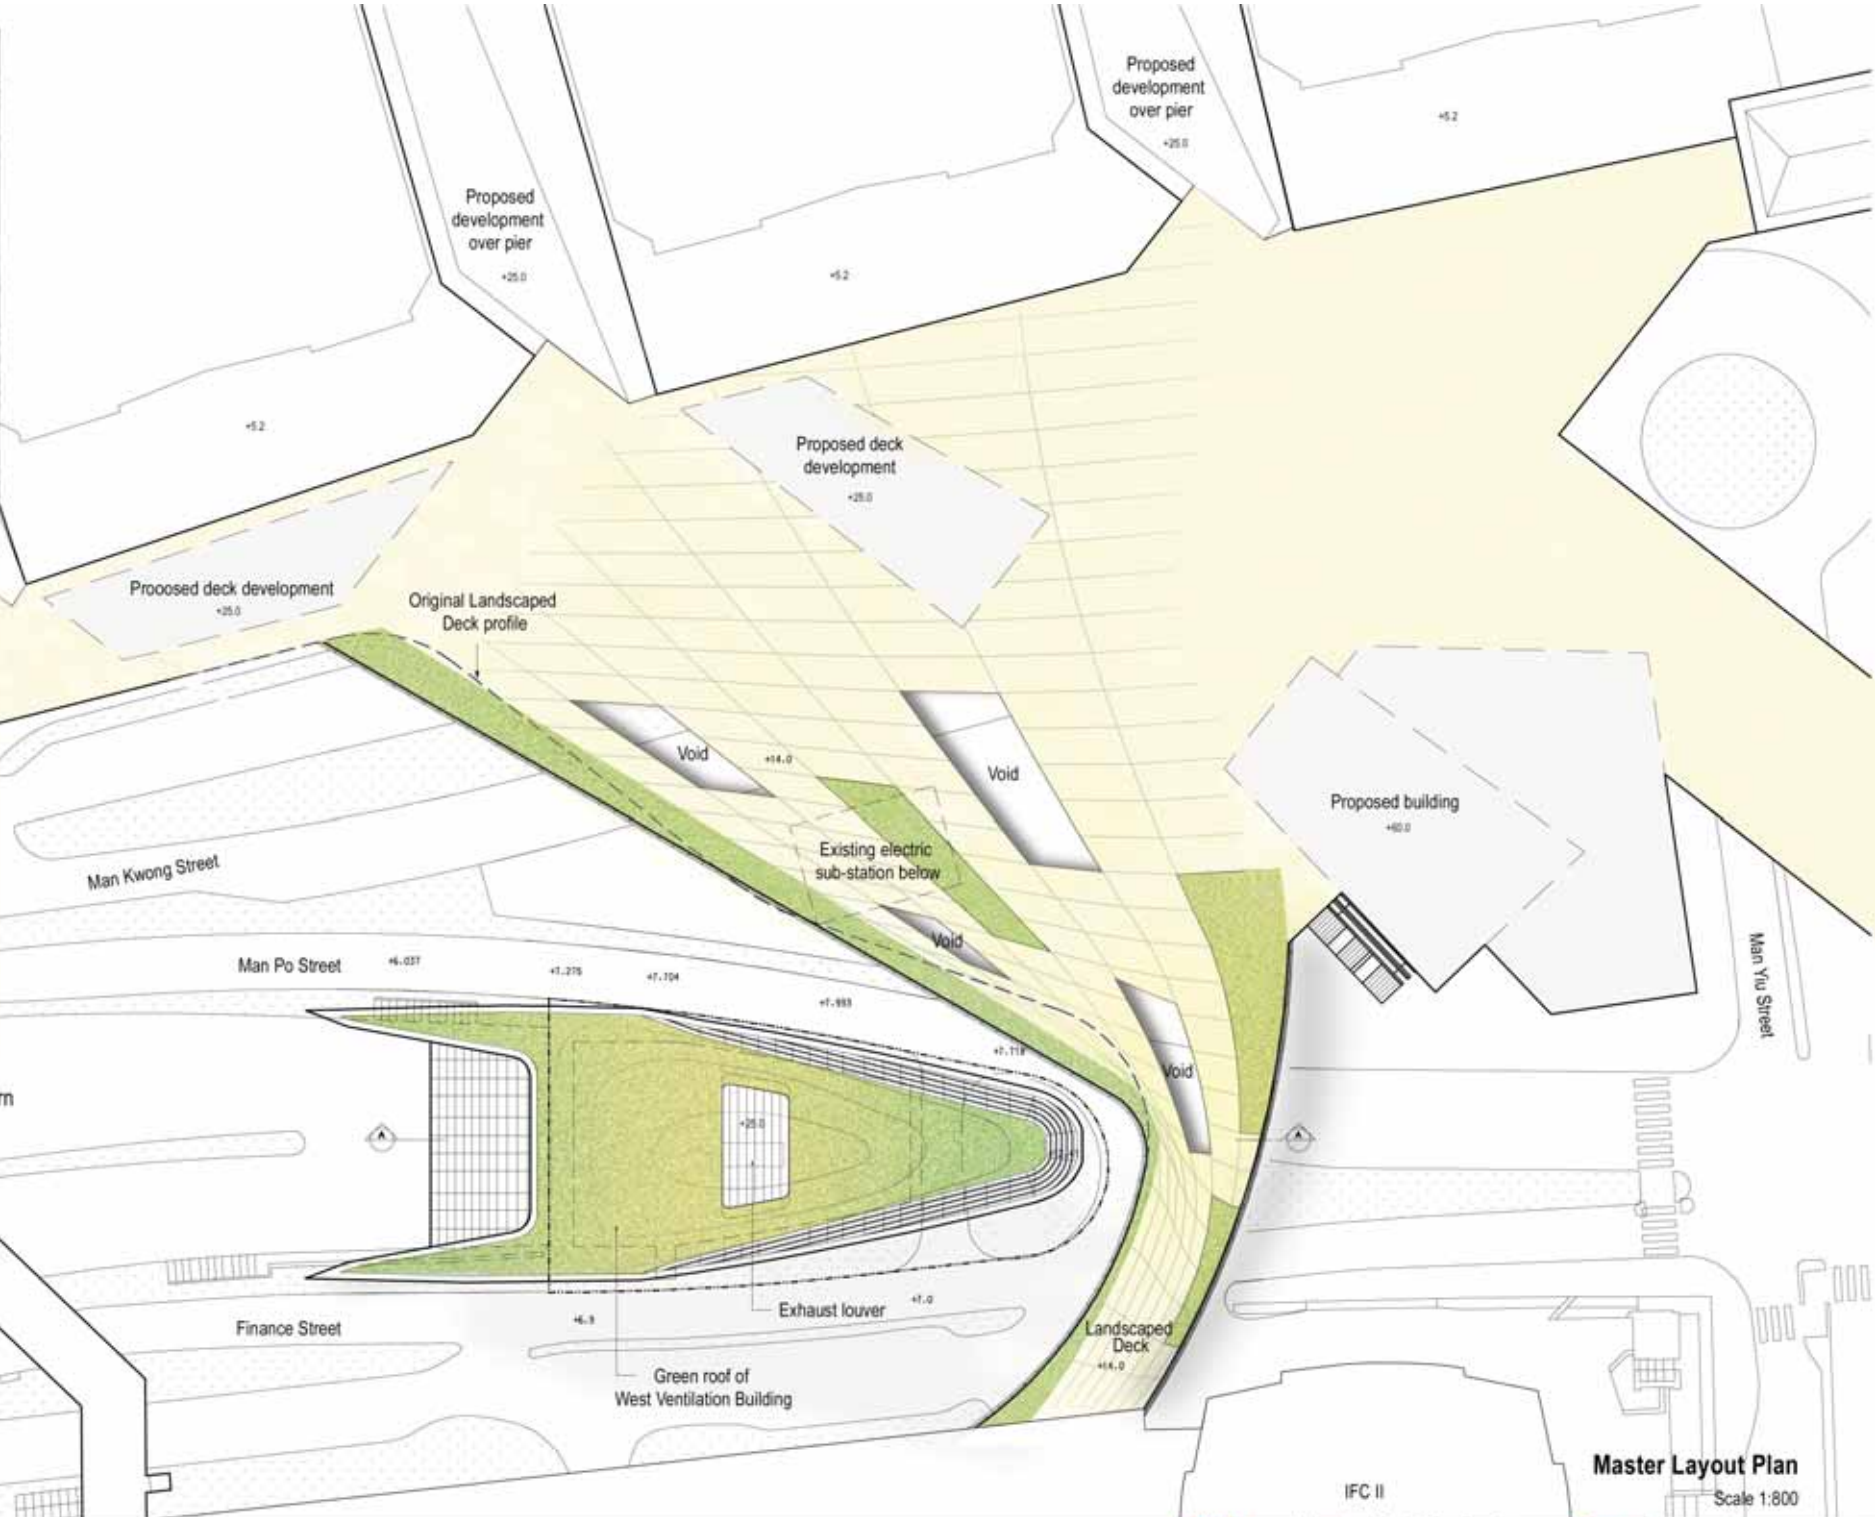 Proposed
development
over pier
+25.0
+5.2
Proposed
development
over pier
+25.0
+5.2
+5.2
Proposed deck
development
+25.0
Prooosed deck development
+25.0
Original Landscaped
Deck profile
Void
+14.0
Void
Proposed building
+60.0
Existing electric
sub-station below
Man Kwong Street
Void
Man Yiu Street
Man Po Street
+6.037
+7.275
+7.704
+7.993
+7.718
Void
rn
A
+25.0
A
Exhaust louver
+7.0
Finance Street
+6.9
Landscaped
Deck
+14.0
Green roof of
West Ventilation Building
Master Layout Plan
IFC II
Scale 1:800